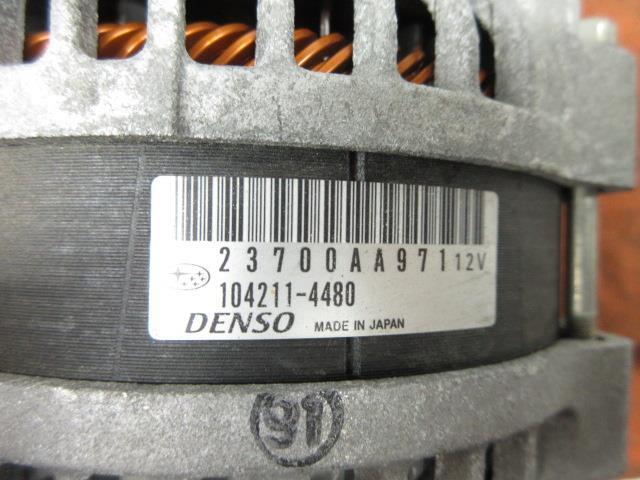 23700AA971 12V
104211-4480
DENSO MADE IN JAPAN
91